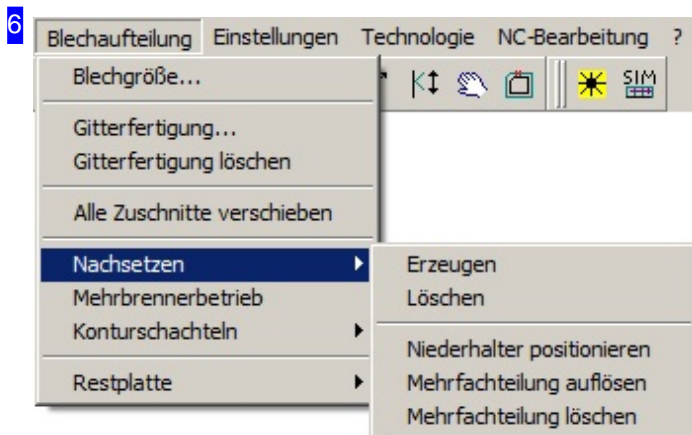 6
Blechaufteilung Einstellungen Technologie NC-Bearbeitung ?
SIM
Blechgröße...
Gitterfertigung...
Gitterfertigung löschen
Alle Zuschnitte verschieben
Nachsetzen
Mehrbrennerbetrieb
Konturschachteln
Restplatte
Erzeugen
Löschen
Niederhalter positionieren
Mehrfachteilung auflösen
Mehrfachteilung löschen